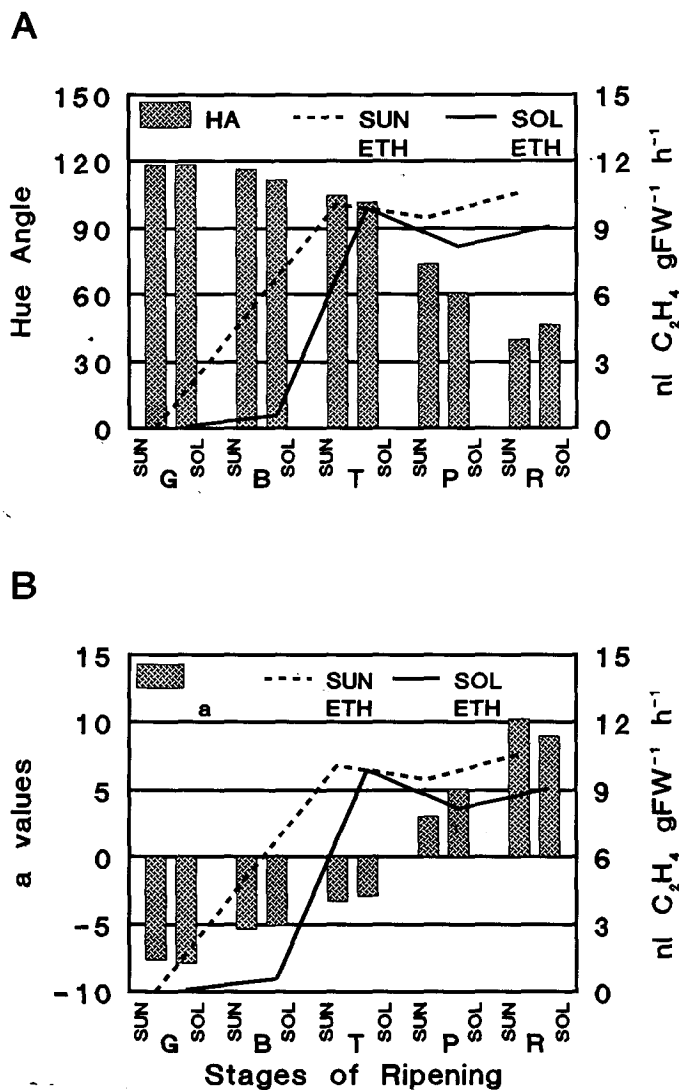 A
150
120
90
60
30
0
Hue Angle
HA
SUN ETH
SOL ETH
15
12
9
6
3
0
nl C₂H₄ gFW⁻¹ h⁻¹
SUN SOL SUN SOL SUN SOL SUN SOL SUN SOL
G B T P R
B
15
10
5
0
-5
-10
a values
a
SUN ETH
SOL ETH
15
12
9
6
3
0
nl C₂H₄ gFW⁻¹ h⁻¹
SUN SOL SUN SOL SUN SOL SUN SOL SUN SOL
G B T P R
Stages of Ripening